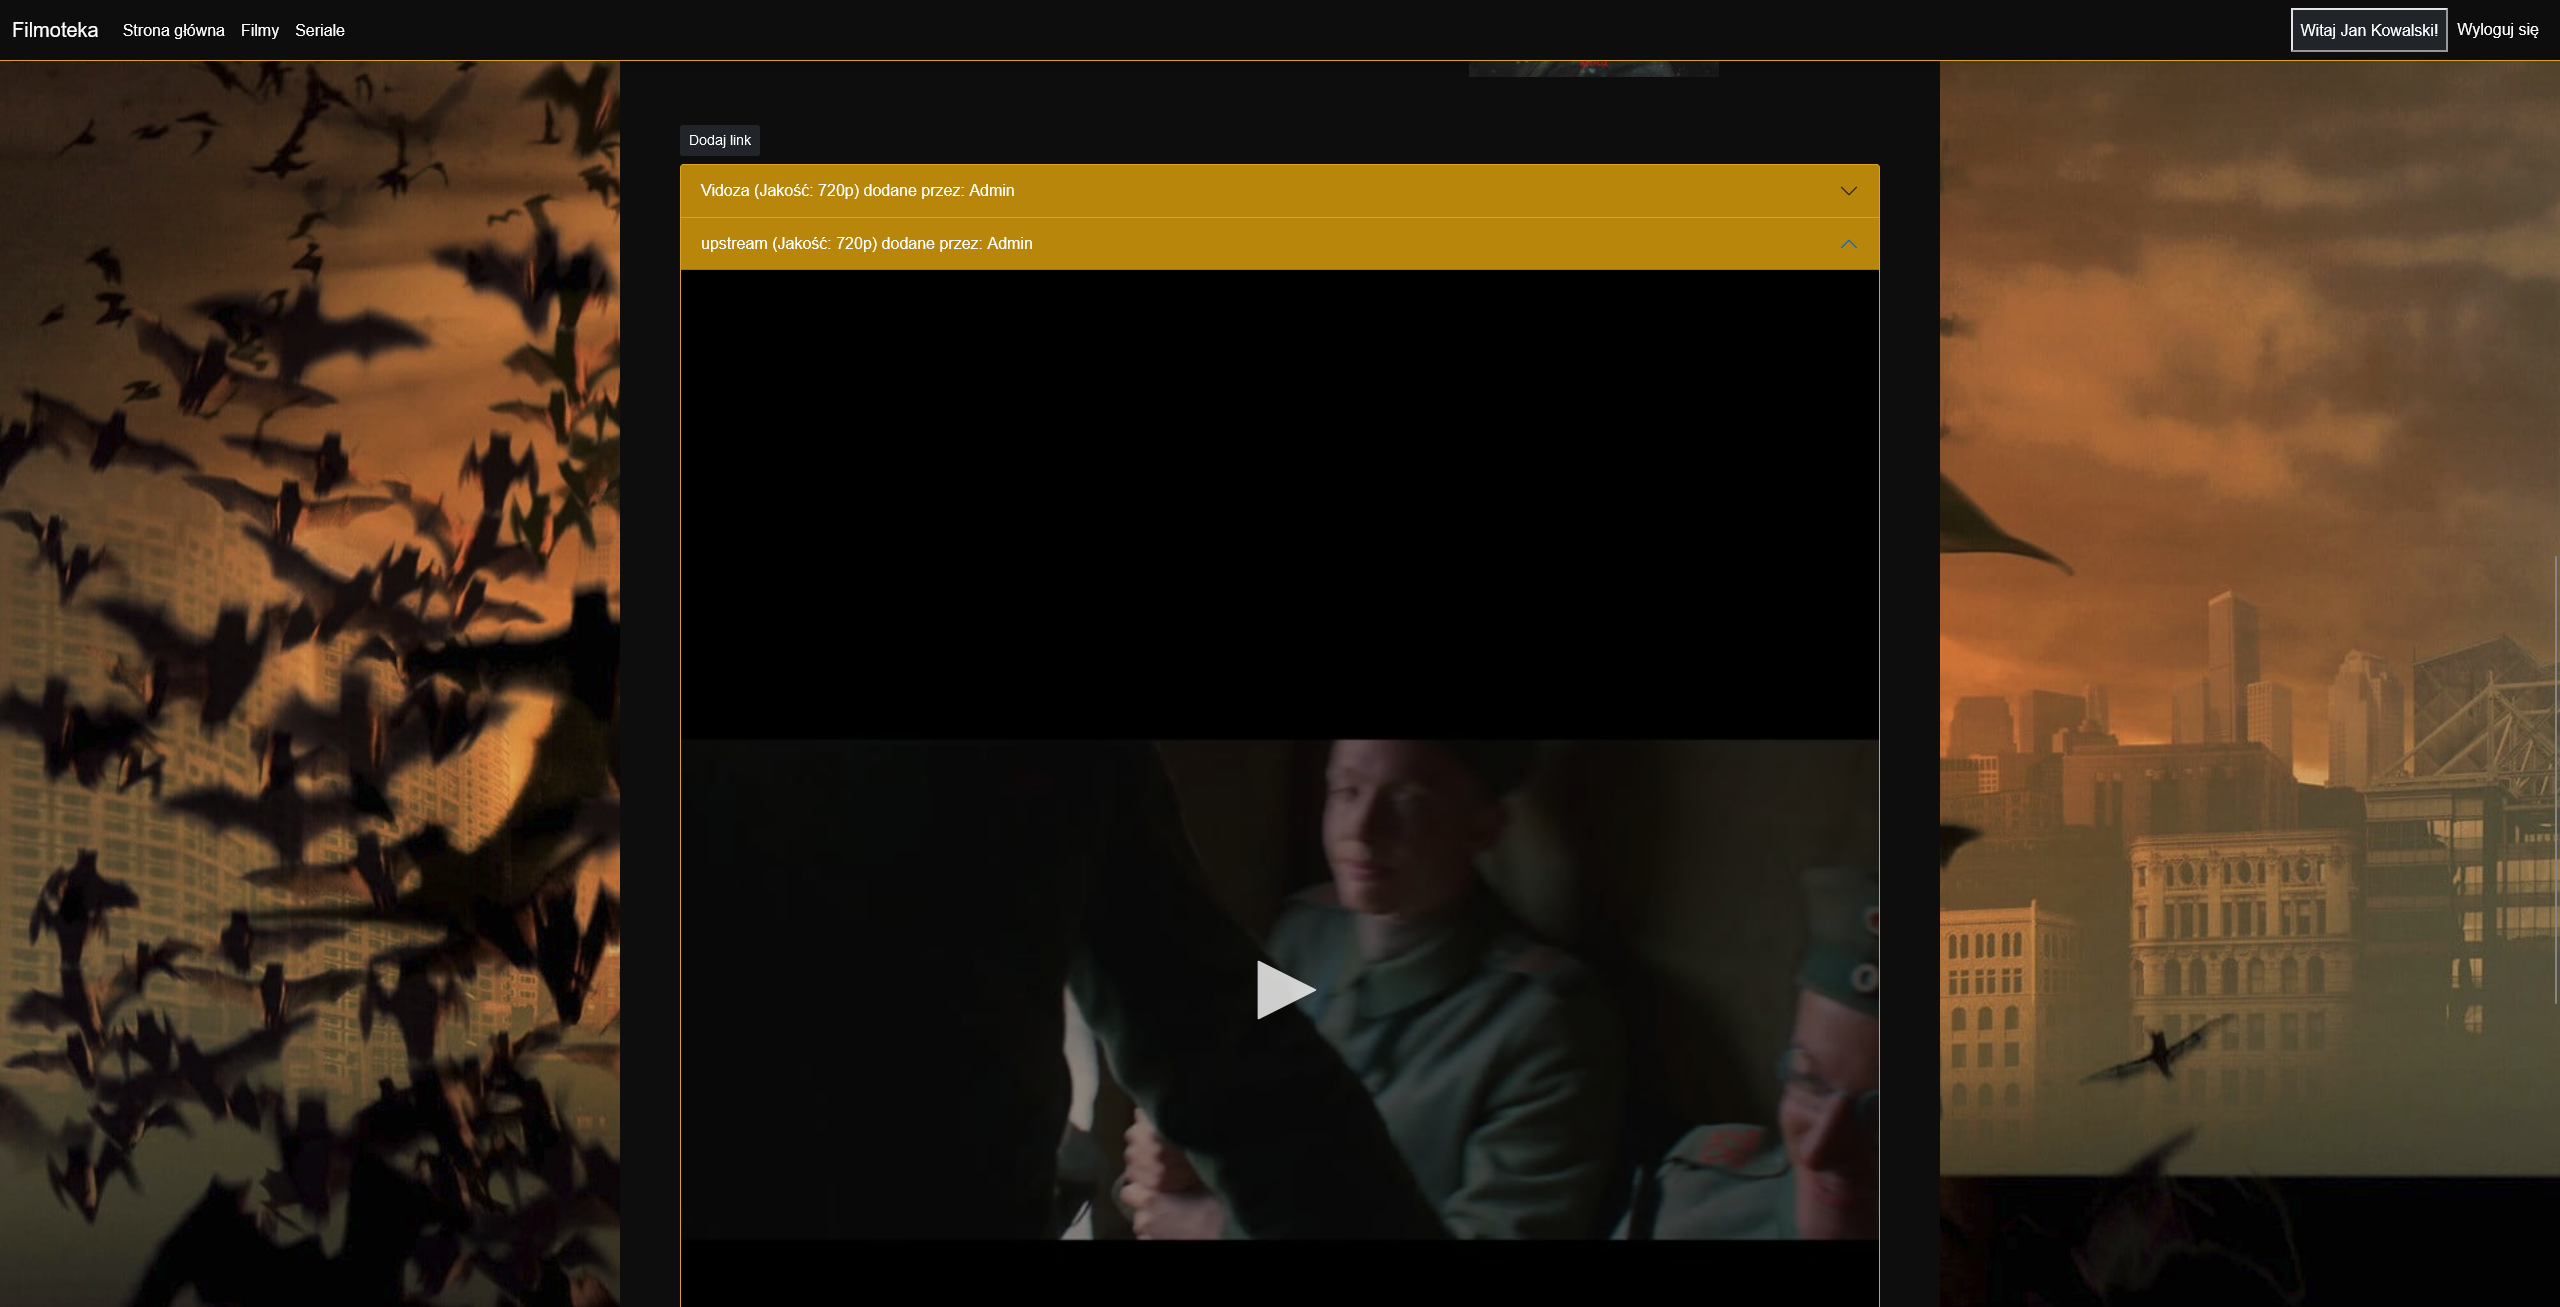 Filmoteka Strona główna Filmy Seriale Witaj Jan Kowalski! Wyloguj się
Dodaj link
Vidoza (Jakość: 720p) dodane przez: Admin
upstream (Jakość: 720p) dodane przez: Admin